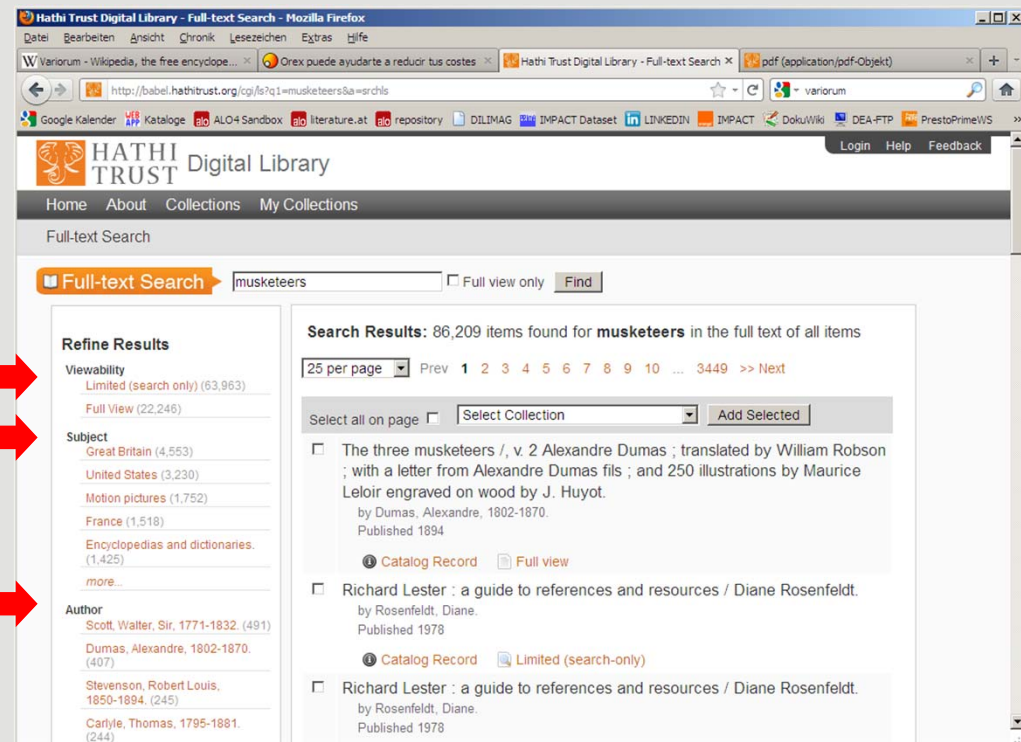 Hathi Trust Digital Library - Full-text Search - Mozilla Firefox
Datei Bearbeiten Ansicht Chronik Lesezeichen Extras Hilfe
W Variorum - Wikipedia, the free encyclope... × Orex puede ayudarte a reducir tus costes × Hathi Trust Digital Library - Full-text Search × pdf (application/pdf-Objekt) × +
http://babel.hathitrust.org/cgi/ls?q1=musketeers&a=srchls variorum
Google Kalender Kataloge alo ALO4 Sandbox alo literature.at alo repository DILIMAG IMPACT Dataset in LINKEDIN IMPACT DokuWiki DEA-FTP PrestoPrimeWS »
HATHI TRUST Digital Library
Login Help Feedback
Home About Collections My Collections
Full-text Search
Full-text Search musketeers Full view only Find
Refine Results
Viewability
Limited (search only) (63,963)
Full View (22,246)
Subject
Great Britain (4,553)
United States (3,230)
Motion pictures (1,752)
France (1,518)
Encyclopedias and dictionaries.
(1,425)
more...
Author
Scott, Walter, Sir, 1771-1832. (491)
Dumas, Alexandre, 1802-1870.
(407)
Stevenson, Robert Louis,
1850-1894. (245)
Carlyle, Thomas, 1795-1881.
(244)
Search Results: 86,209 items found for musketeers in the full text of all items
25 per page Prev 1 2 3 4 5 6 7 8 9 10 ... 3449 >> Next
Select all on page Select Collection Add Selected
The three musketeers /, v. 2 Alexandre Dumas ; translated by William Robson
; with a letter from Alexandre Dumas fils ; and 250 illustrations by Maurice
Leloir engraved on wood by J. Huyot.
by Dumas, Alexandre, 1802-1870.
Published 1894
Catalog Record Full view
Richard Lester : a guide to references and resources / Diane Rosenfeldt.
by Rosenfeldt, Diane.
Published 1978
Catalog Record Limited (search-only)
Richard Lester : a guide to references and resources / Diane Rosenfeldt.
by Rosenfeldt, Diane.
Published 1978